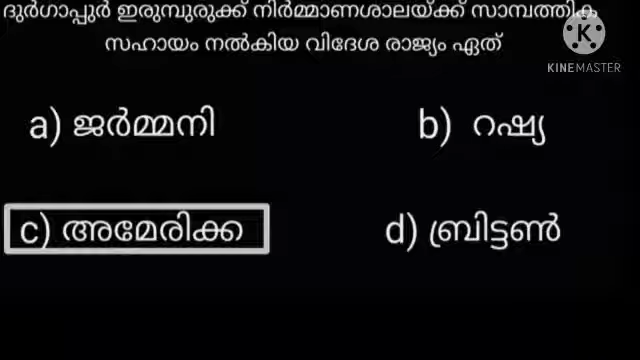 ദുർഗാപ്പുർ ഇരുമ്പുരുക്ക് നിർമ്മാണശാലയ്ക്ക് സാമ്പത്തിക
സഹായം നൽകിയ വിദേശ രാജ്യം ഏത്
KINEMASTER
a) ജർമ്മനി
b) റഷ്യ
c) അമേരിക്ക
d) ബ്രിട്ടൺ